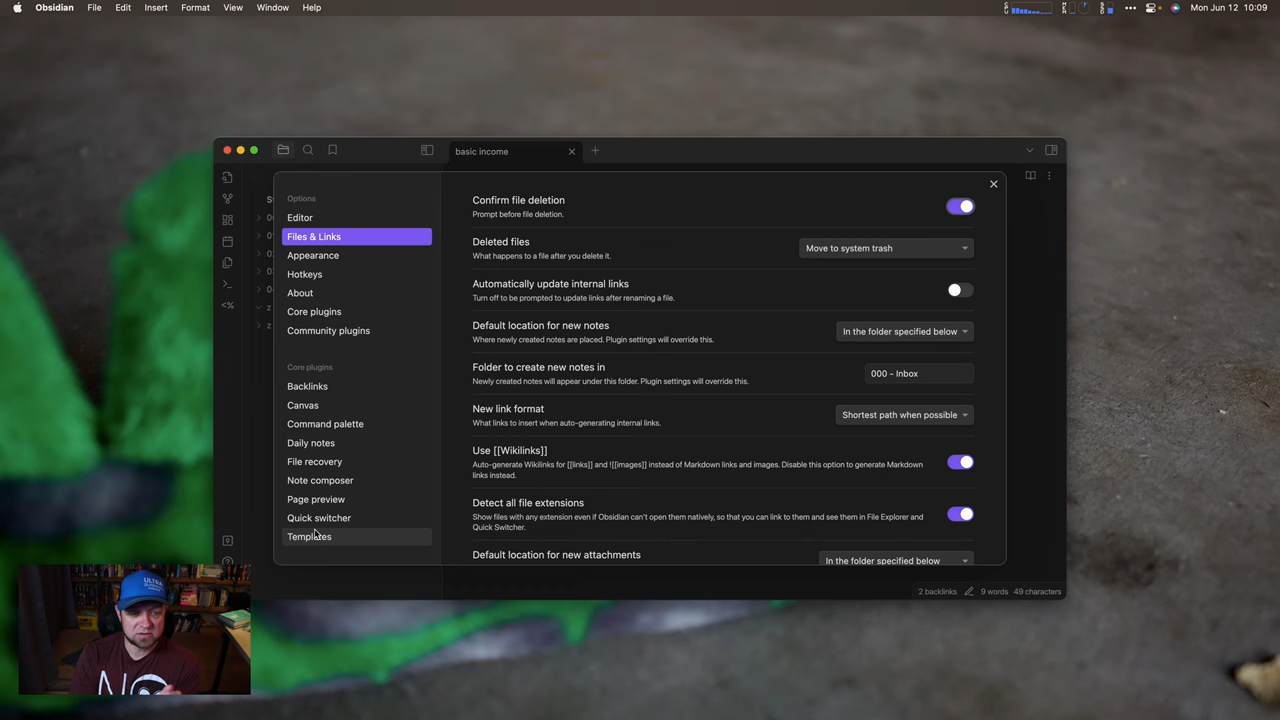 Obsidian File Edit Insert Format View Window Help Mon Jun 12 10:09
basic income
Options
Editor
Files & Links
Appearance
Hotkeys
About
Core plugins
Community plugins
Core plugins
Backlinks
Canvas
Command palette
Daily notes
File recovery
Note composer
Page preview
Quick switcher
Templates
Confirm file deletion
Prompt before file deletion.
Deleted files
What happens to a file after you delete it.
Move to system trash
Automatically update internal links
Turn off to be prompted to update links after renaming a file.
Default location for new notes
Where newly created notes are placed. Plugin settings will override this.
In the folder specified below
Folder to create new notes in
Newly created notes will appear under this folder. Plugin settings will override this.
000 - Inbox
New link format
What links to insert when auto-generating internal links.
Shortest path when possible
Use [[Wikilinks]]
Auto-generate Wikilinks for [[links]] and ![[images]] instead of Markdown links and images. Disable this option to generate Markdown
links instead.
Detect all file extensions
Show files with any extension even if Obsidian can't open them natively, so that you can link to them and see them in File Explorer and
Quick Switcher.
Default location for new attachments
In the folder specified below
2 backlinks 9 words 49 characters
ULTRA